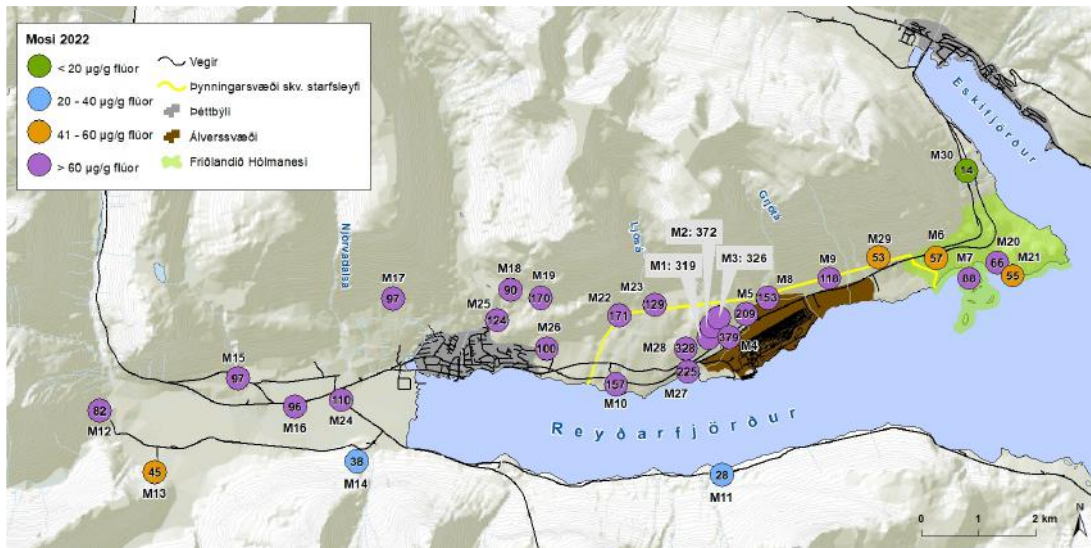 Mosi 2022
< 20 µg/g flúor
20 - 40 µg/g flúor
41 - 60 µg/g flúor
> 60 µg/g flúor
Vegir
Þynningarsvæði skv. starfsleyfi
Þéttbýli
Álverssvæði
Friðlandið Hólmanesi
Eskifjörður
M30
14
Njörvadalsá
Ljósá
Grjótá
M2: 372
M1: 319
M3: 326
M29
53
M6
57
M20
66
M7
88
M21
55
M17
97
M18
90
M19
170
M25
124
M26
100
M22
171
M23
129
M5
209
M8
153
M9
118
M28
328
379
M4
225
M27
157
M10
M15
97
M12
82
M16
96
M24
110
Reyðarfjörður
45
M13
38
M14
28
M11
0 1 2 km
N